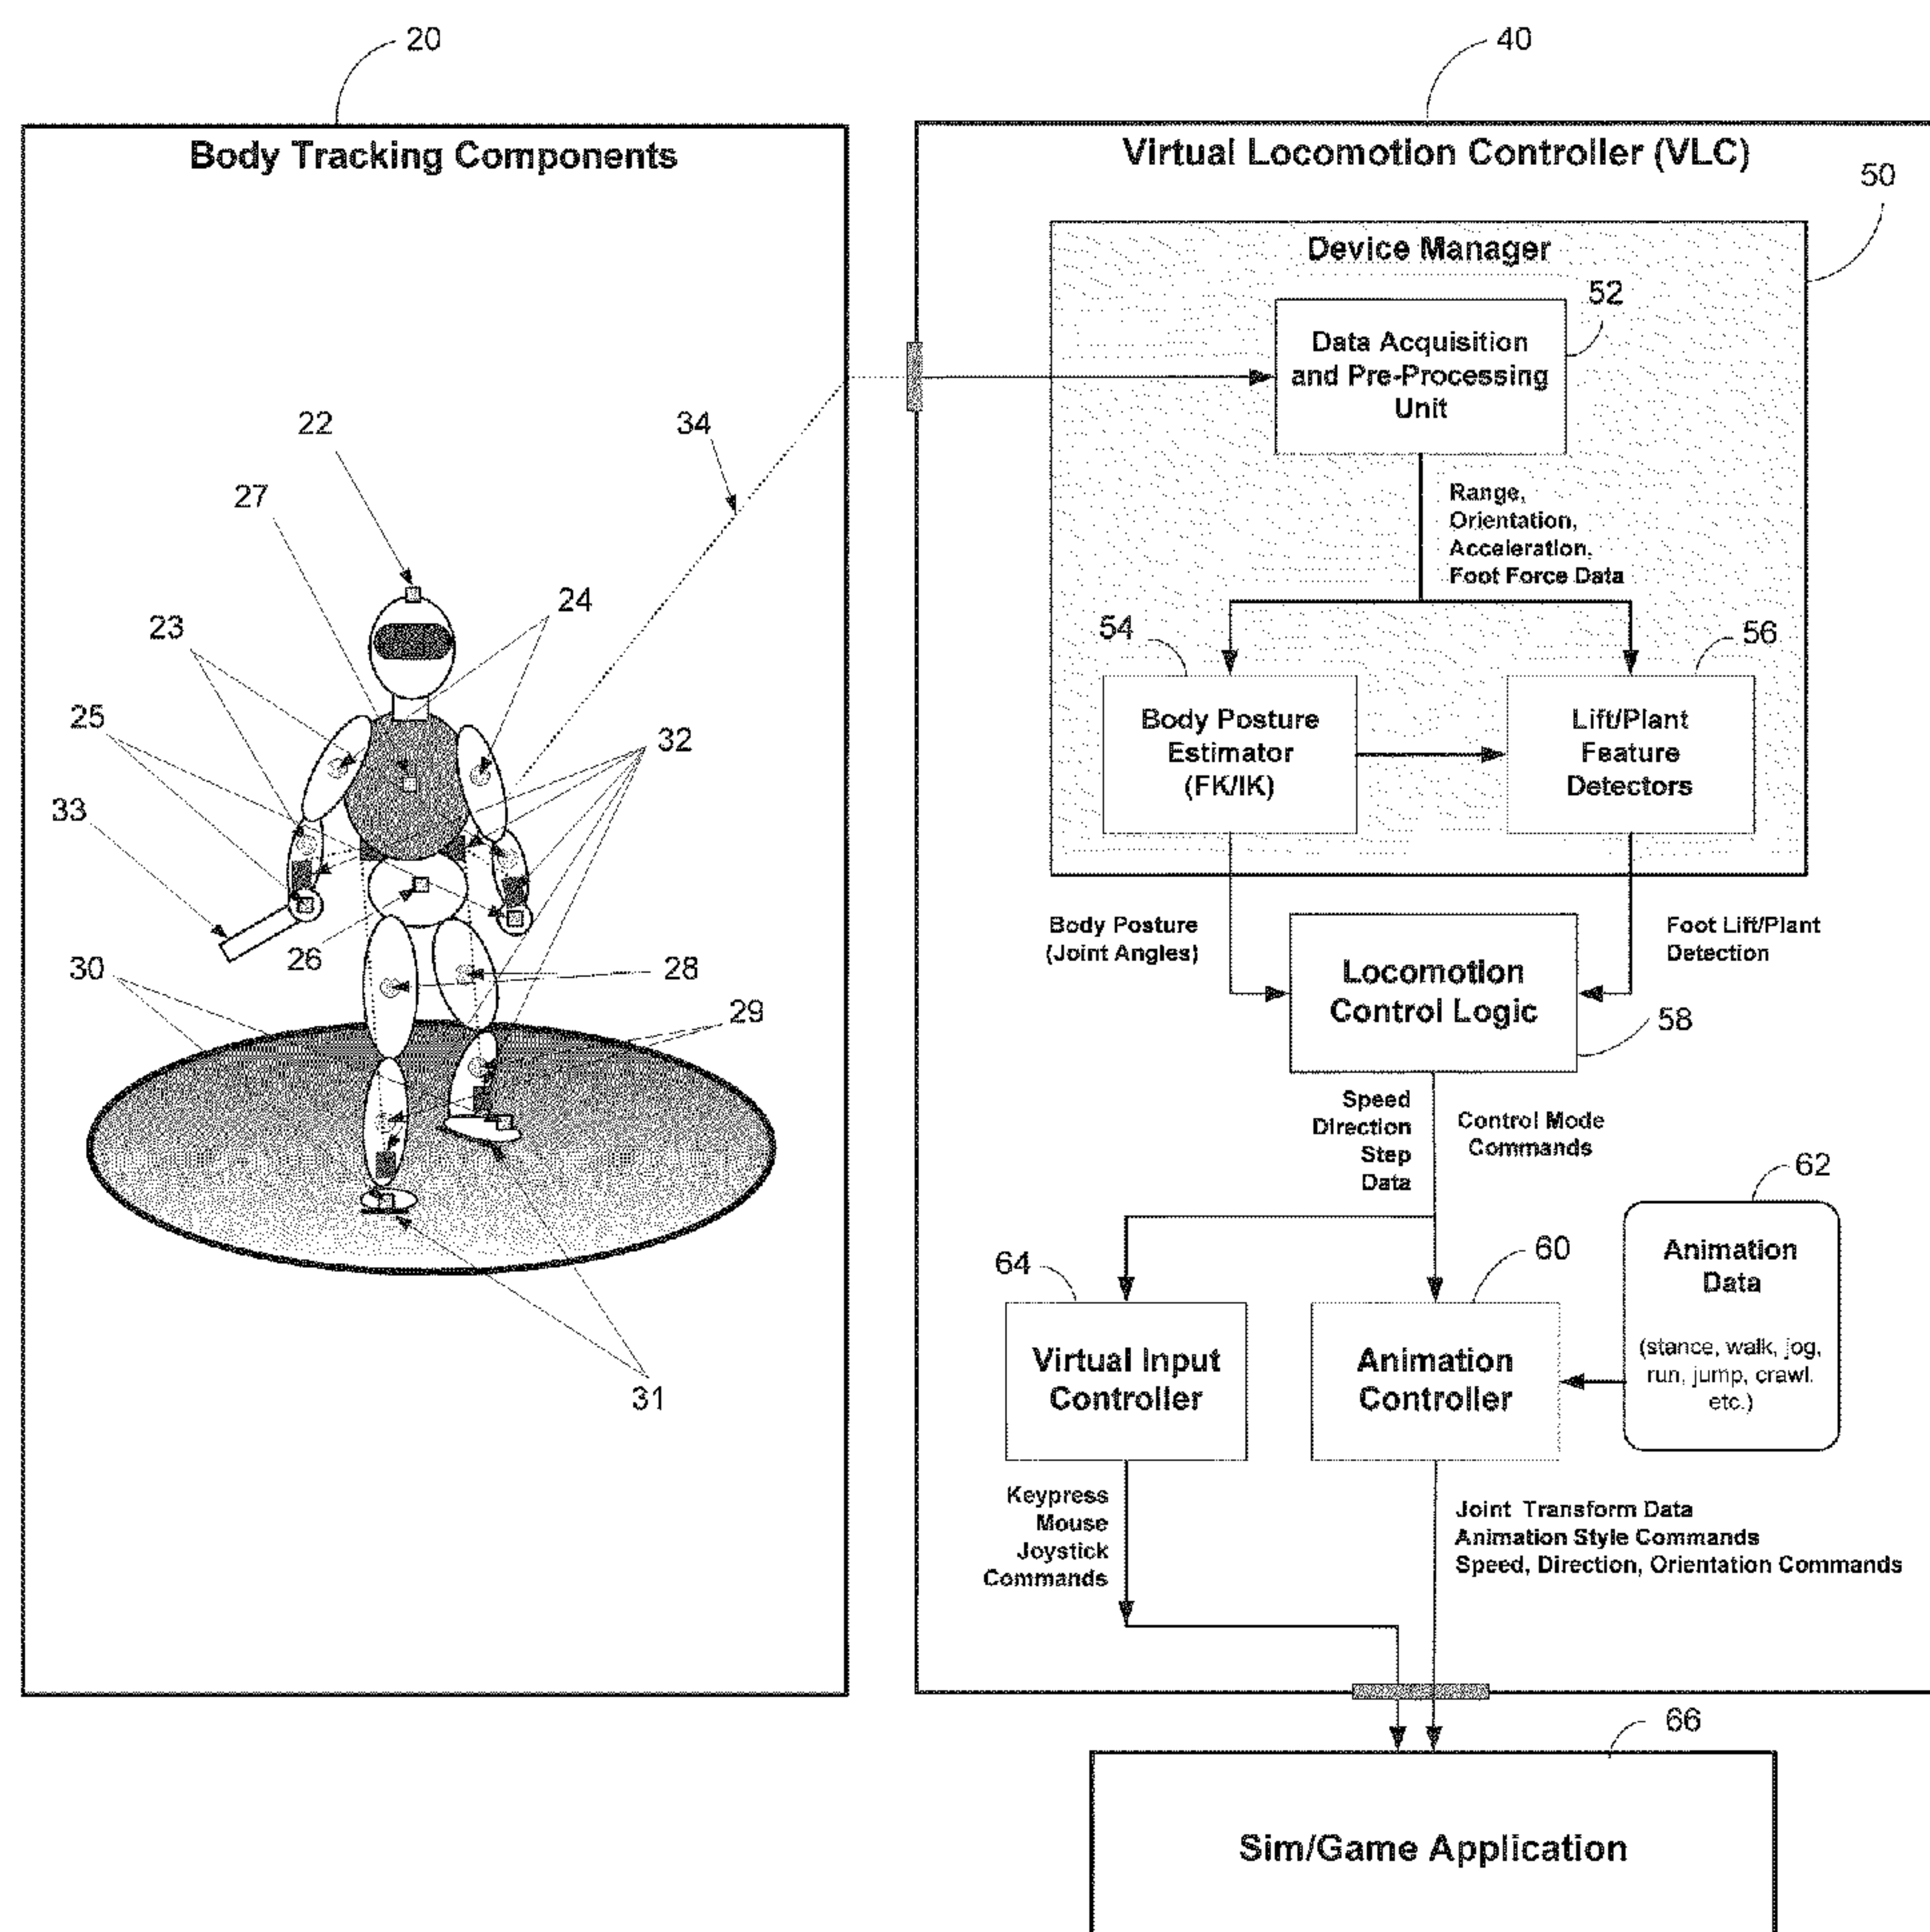 20
40
Body Tracking Components
Virtual Locomotion Controller (VLC)
50
Device Manager
52
Data Acquisition
and Pre-Processing
Unit
22
34
27
Range,
Orientation,
Acceleration,
Foot Force Data
24
23
54
56
25
32
Body Posture
Estimator
(FK/IK)
Lift/Plant
Feature
Detectors
33
26
30
28
29
Body Posture
(Joint Angles)
Foot Lift/Plant
Detection
Locomotion
Control Logic
58
Speed
Direction
Step
Data
Control Mode
Commands
62
64
60
Animation
Data
(stance, walk, jog,
run, jump, crawl.
etc.)
Virtual Input
Controller
Animation
Controller
31
Keypress
Mouse
Joystick
Commands
Joint Transform Data
Animation Style Commands
Speed, Direction, Orientation Commands
66
Sim/Game Application